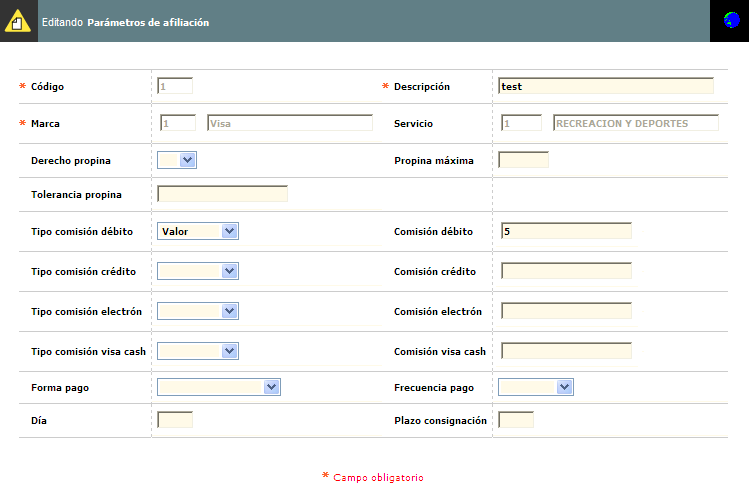 Editando Parámetros de afiliación
* Código 1 * Descripción test
* Marca 1 Visa Servicio 1 RECREACION Y DEPORTES
Derecho propina Propina máxima
Tolerancia propina
Tipo comisión débito Valor Comisión débito 5
Tipo comisión crédito Comisión crédito
Tipo comisión electrón Comisión electrón
Tipo comisión visa cash Comisión visa cash
Forma pago Frecuencia pago
Día Plazo consignación
* Campo obligatorio